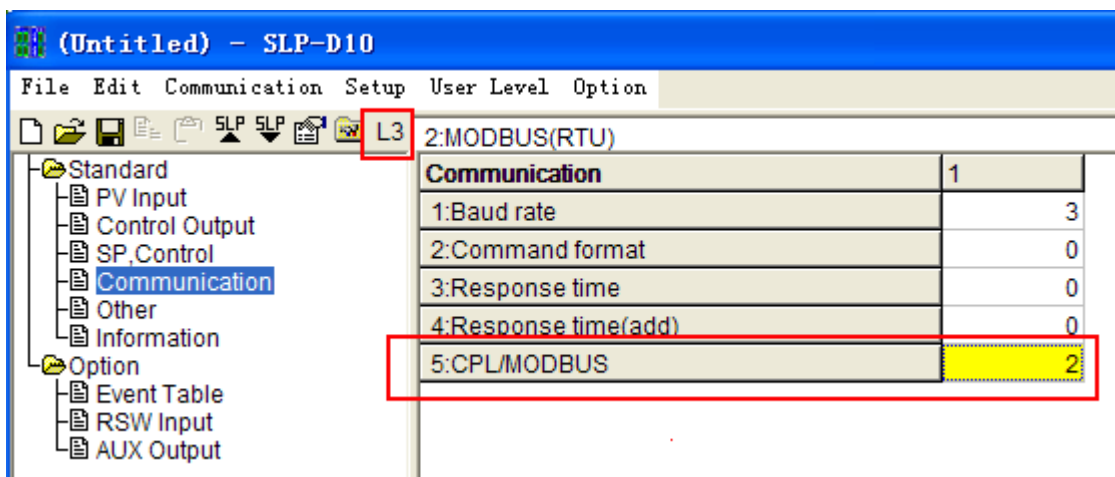 (Untitled) - SLP-D10
File Edit Communication Setup User Level Option
SLP SLP L3 2:MODBUS(RTU)
Standard
PV Input
Control Output
SP,Control
Communication
Other
Information
Option
Event Table
RSW Input
AUX Output
Communication 1
1:Baud rate 3
2:Command format 0
3:Response time 0
4:Response time(add) 0
5:CPL/MODBUS 2